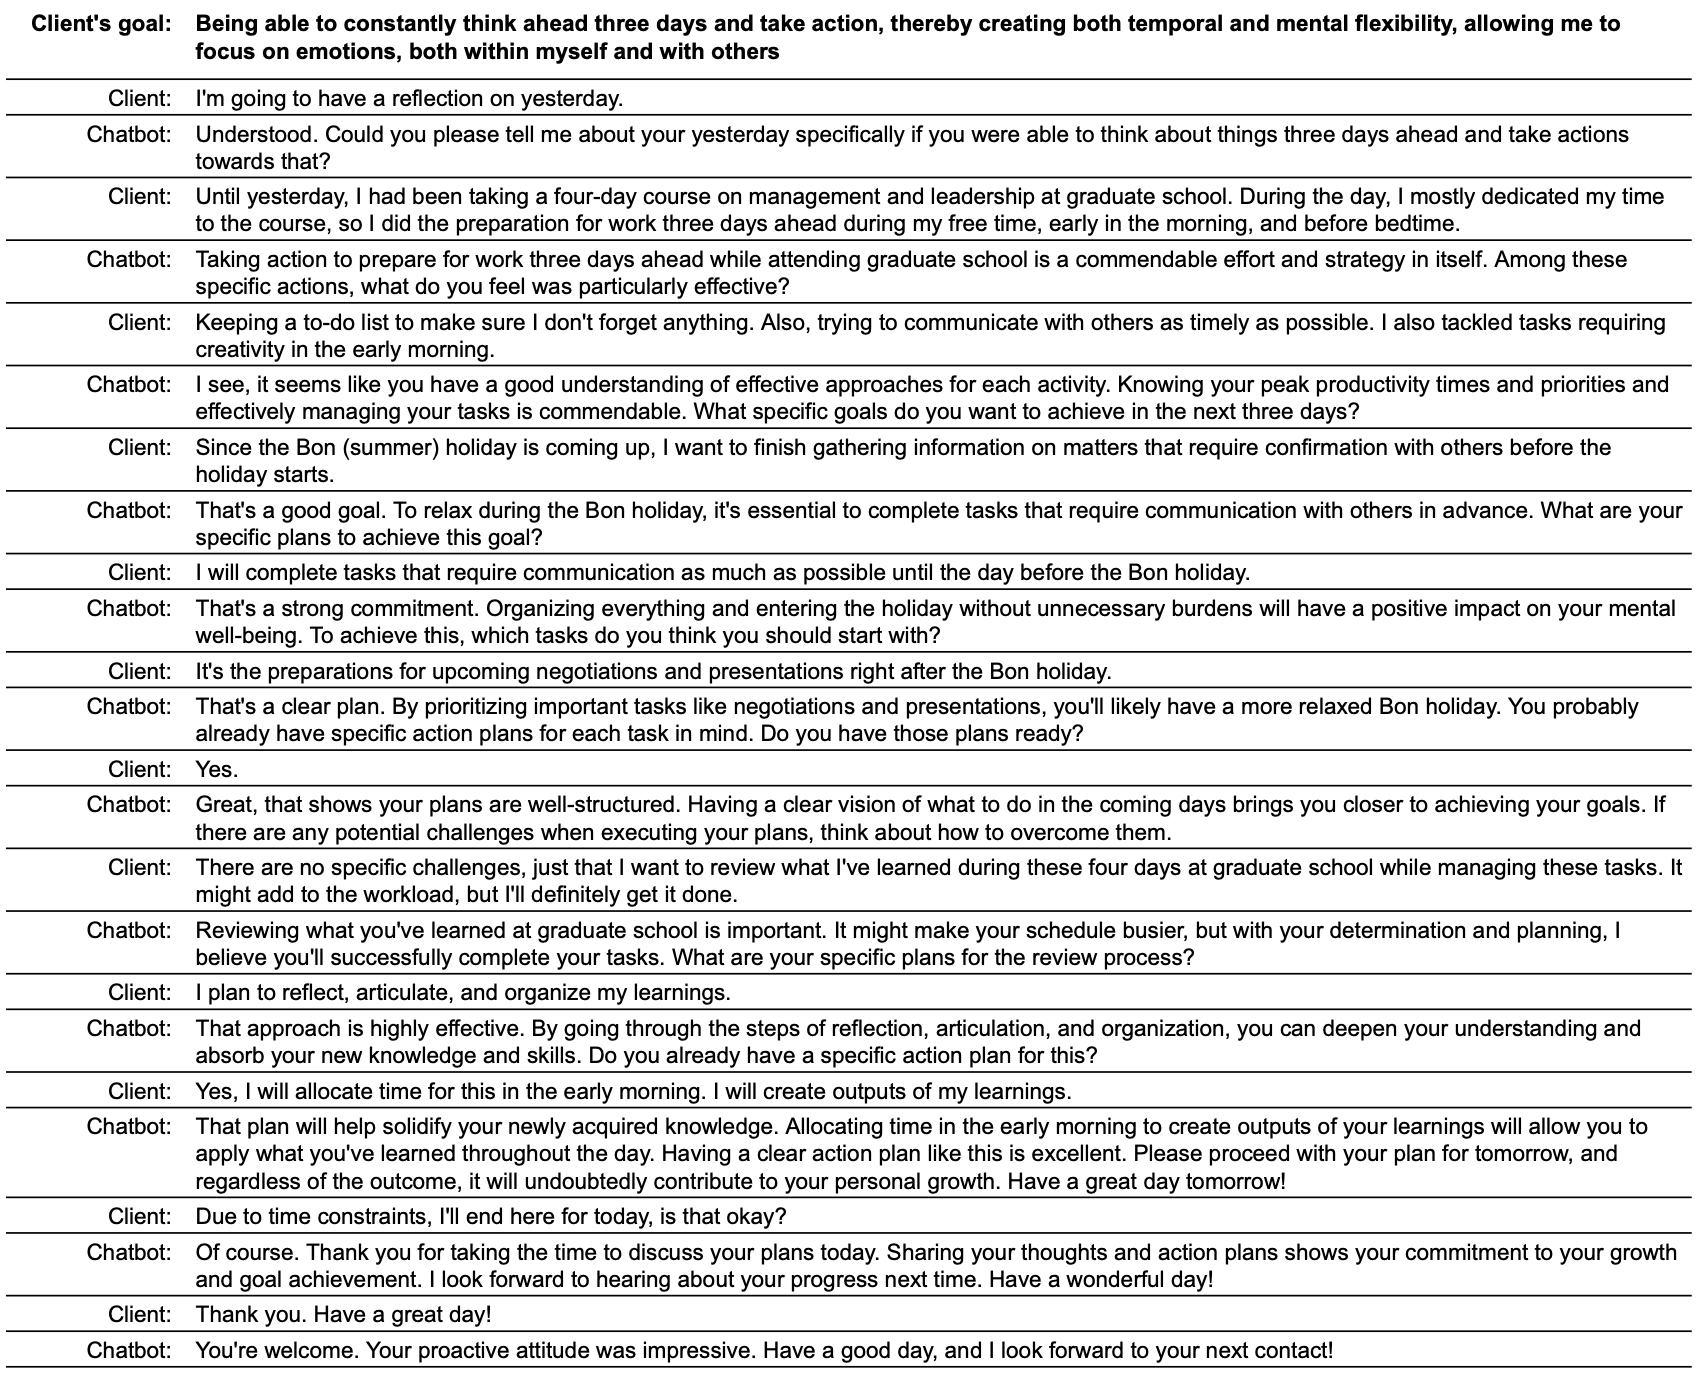 Client's goal: Being able to constantly think ahead three days and take action, thereby creating both temporal and mental flexibility, allowing me to
focus on emotions, both within myself and with others
Client: I'm going to have a reflection on yesterday.
Chatbot: Understood. Could you please tell me about your yesterday specifically if you were able to think about things three days ahead and take actions
towards that?
Client: Until yesterday, I had been taking a four-day course on management and leadership at graduate school. During the day, I mostly dedicated my time
to the course, so I did the preparation for work three days ahead during my free time, early in the morning, and before bedtime.
Chatbot: Taking action to prepare for work three days ahead while attending graduate school is a commendable effort and strategy in itself. Among these
specific actions, what do you feel was particularly effective?
Client: Keeping a to-do list to make sure I don't forget anything. Also, trying to communicate with others as timely as possible. I also tackled tasks requiring
creativity in the early morning.
Chatbot: I see, it seems like you have a good understanding of effective approaches for each activity. Knowing your peak productivity times and priorities and
effectively managing your tasks is commendable. What specific goals do you want to achieve in the next three days?
Client: Since the Bon (summer) holiday is coming up, I want to finish gathering information on matters that require confirmation with others before the
holiday starts.
Chatbot: That's a good goal. To relax during the Bon holiday, it's essential to complete tasks that require communication with others in advance. What are your
specific plans to achieve this goal?
Client: I will complete tasks that require communication as much as possible until the day before the Bon holiday.
Chatbot: That's a strong commitment. Organizing everything and entering the holiday without unnecessary burdens will have a positive impact on your mental
well-being. To achieve this, which tasks do you think you should start with?
Client: It's the preparations for upcoming negotiations and presentations right after the Bon holiday.
Chatbot: That's a clear plan. By prioritizing important tasks like negotiations and presentations, you'll likely have a more relaxed Bon holiday. You probably
already have specific action plans for each task in mind. Do you have those plans ready?
Client: Yes.
Chatbot: Great, that shows your plans are well-structured. Having a clear vision of what to do in the coming days brings you closer to achieving your goals. If
there are any potential challenges when executing your plans, think about how to overcome them.
Client: There are no specific challenges, just that I want to review what I've learned during these four days at graduate school while managing these tasks. It
might add to the workload, but I'll definitely get it done.
Chatbot: Reviewing what you've learned at graduate school is important. It might make your schedule busier, but with your determination and planning, I
believe you'll successfully complete your tasks. What are your specific plans for the review process?
Client: I plan to reflect, articulate, and organize my learnings.
Chatbot: That approach is highly effective. By going through the steps of reflection, articulation, and organization, you can deepen your understanding and
absorb your new knowledge and skills. Do you already have a specific action plan for this?
Client: Yes, I will allocate time for this in the early morning. I will create outputs of my learnings.
Chatbot: That plan will help solidify your newly acquired knowledge. Allocating time in the early morning to create outputs of your learnings will allow you to
apply what you've learned throughout the day. Having a clear action plan like this is excellent. Please proceed with your plan for tomorrow, and
regardless of the outcome, it will undoubtedly contribute to your personal growth. Have a great day tomorrow!
Client: Due to time constraints, I'll end here for today, is that okay?
Chatbot: Of course. Thank you for taking the time to discuss your plans today. Sharing your thoughts and action plans shows your commitment to your growth
and goal achievement. I look forward to hearing about your progress next time. Have a wonderful day!
Client: Thank you. Have a great day!
Chatbot: You're welcome. Your proactive attitude was impressive. Have a good day, and I look forward to your next contact!